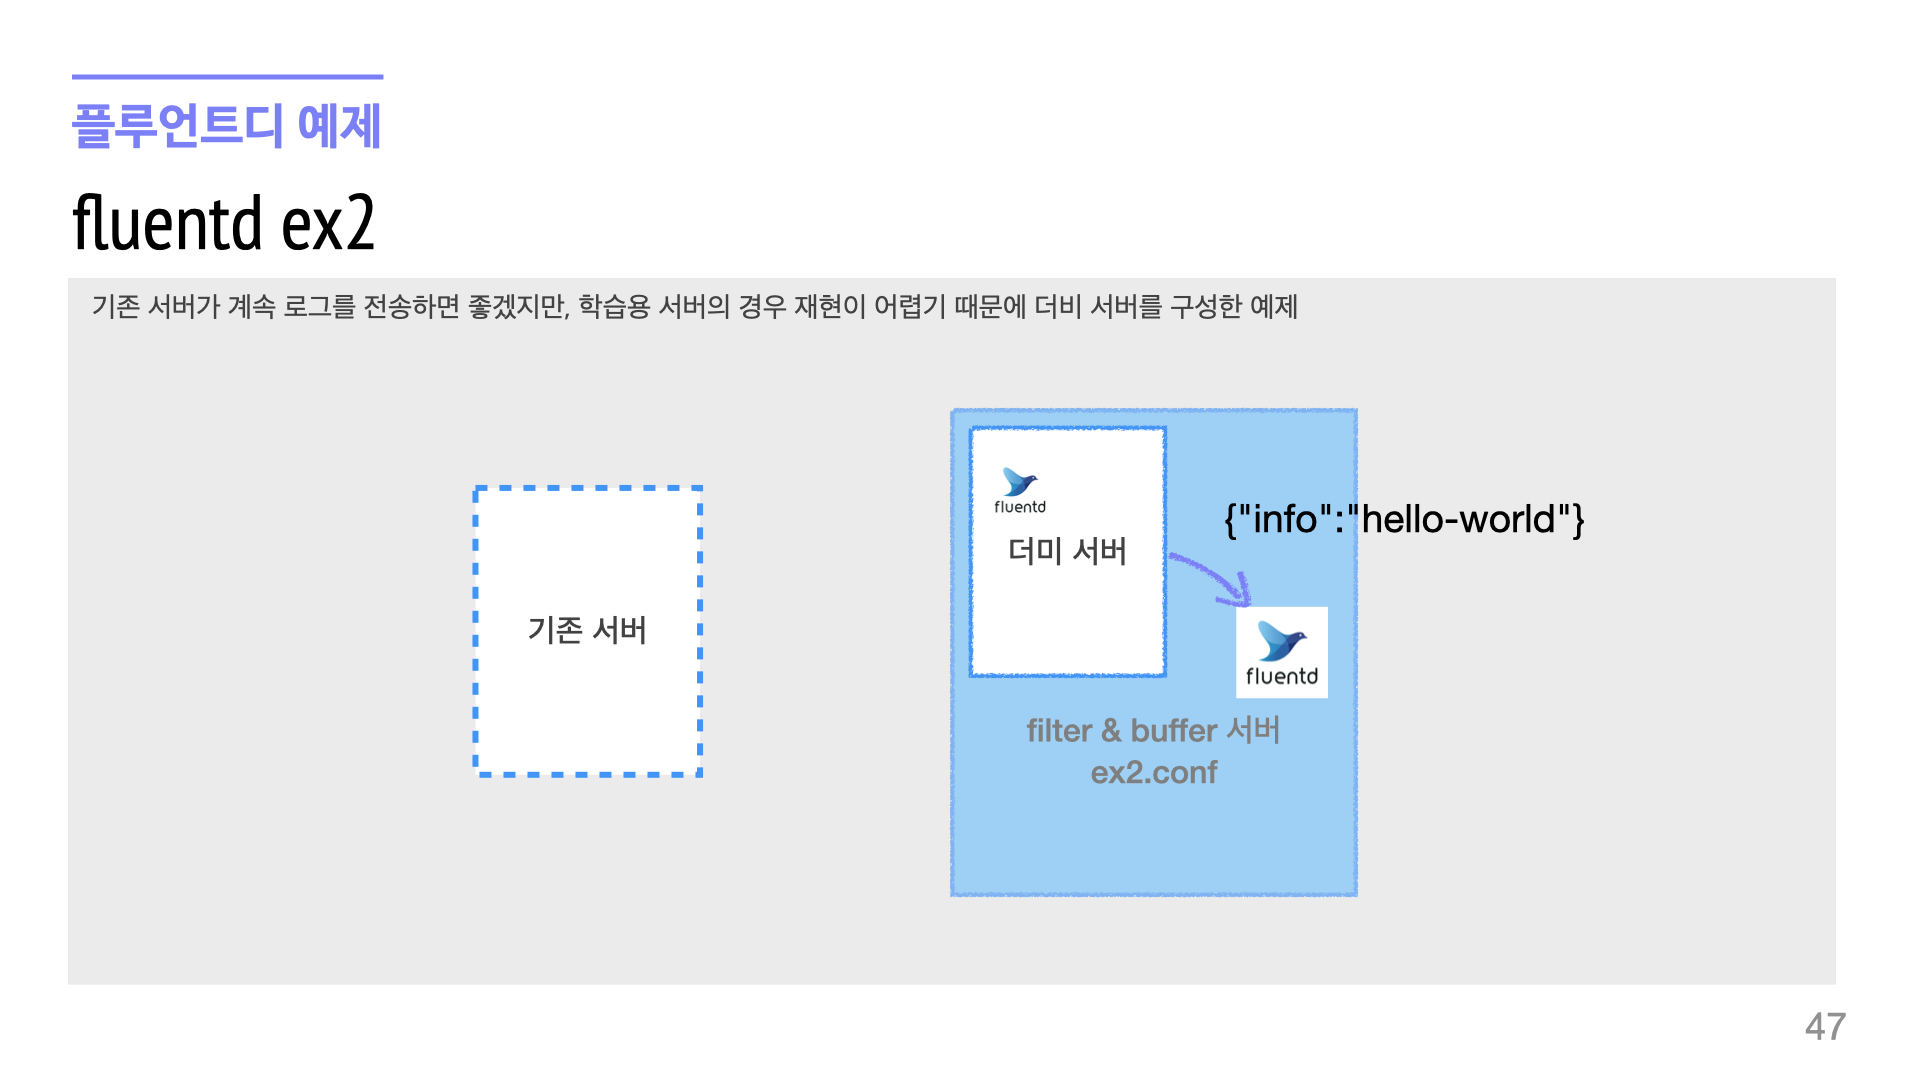 플루언트디 예제
fluentd ex2
기존 서버가 계속 로그를 전송하면 좋겠지만, 학습용 서버의 경우 재현이 어렵기 때문에 더비 서버를 구성한 예제
기존 서버
fluentd
더미 서버
{"info":"hello-world"}
fluentd
filter & buffer 서버
ex2.conf
47